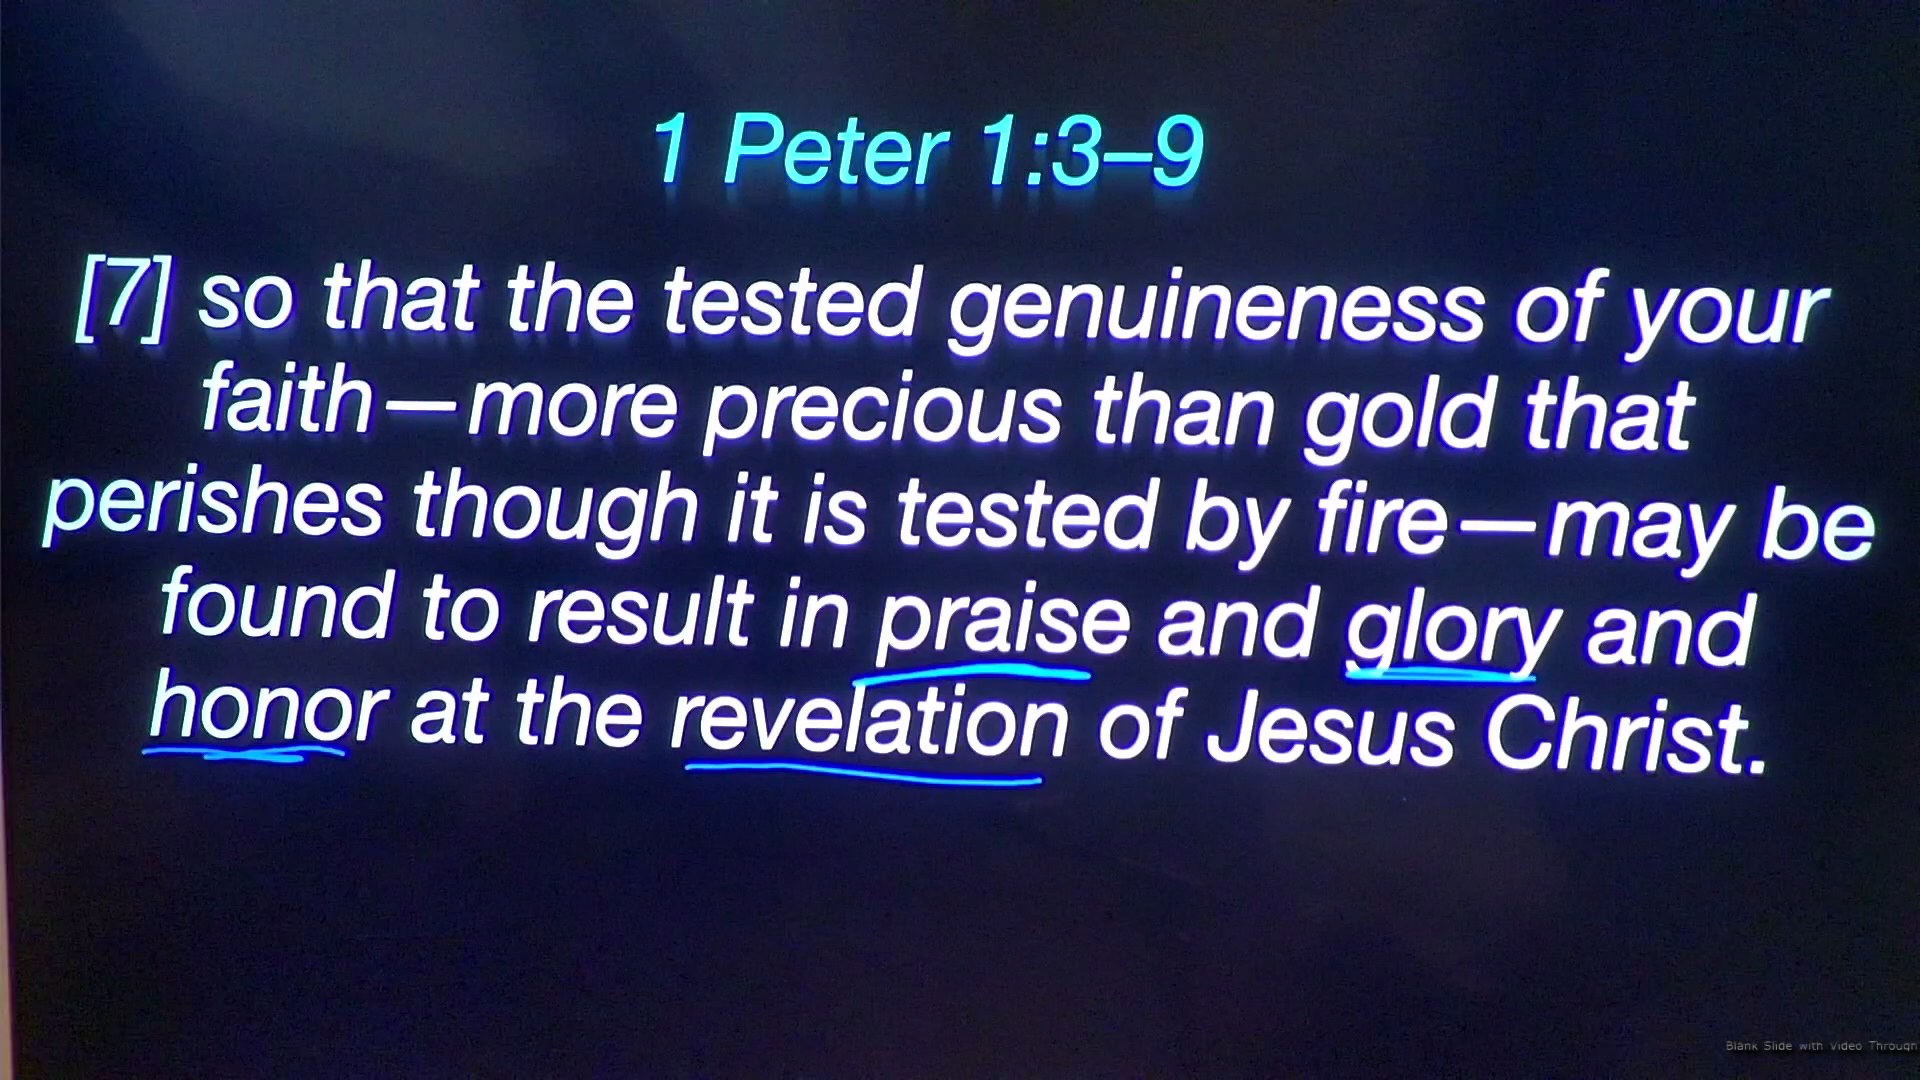 1 Peter 1:3–9
[7] so that the tested genuineness of your
faith—more precious than gold that
perishes though it is tested by fire—may be
found to result in praise and glory and
honor at the revelation of Jesus Christ.
Blank Slide with Video Through